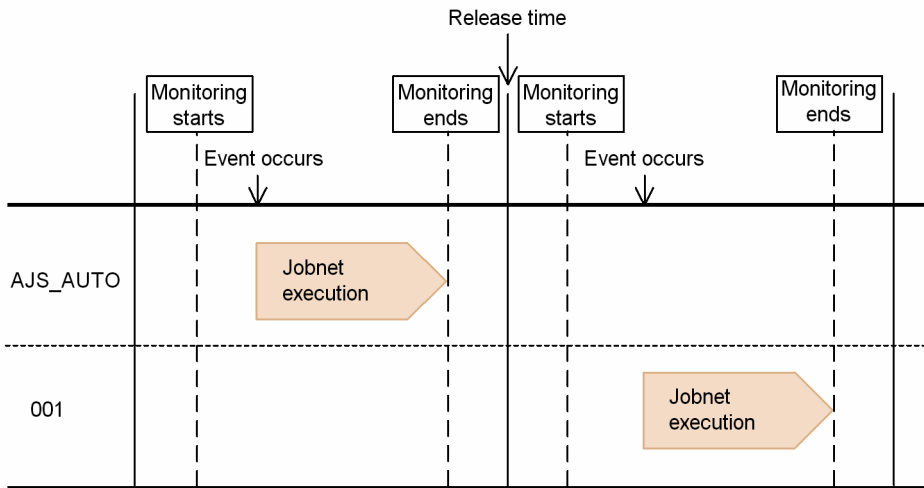 Release time
Monitoring
starts
Monitoring
ends
Monitoring
starts
Monitoring
ends
Event occurs
Event occurs
AJS_AUTO
Jobnet
execution
001
Jobnet
execution